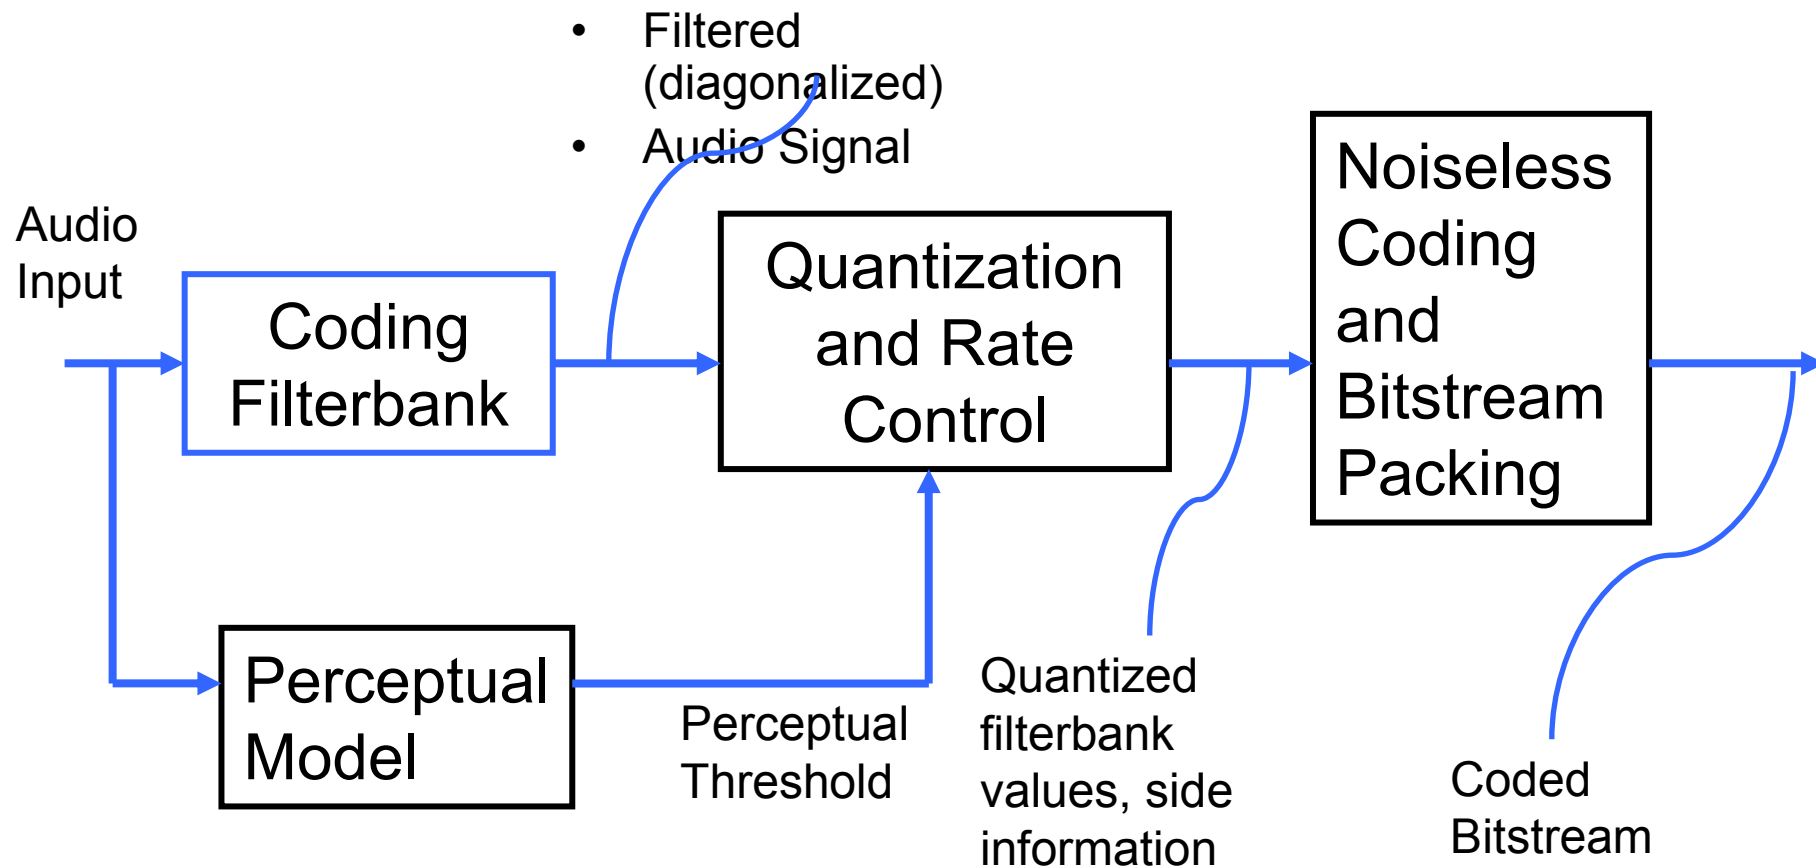 • Filtered
(diagonalized)
• Audio Signal
Audio
Input
Coding
Filterbank
Quantization
and Rate
Control
Noiseless
Coding
and
Bitstream
Packing
Perceptual
Model
Perceptual
Threshold
Quantized
filterbank
values, side
information
Coded
Bitstream